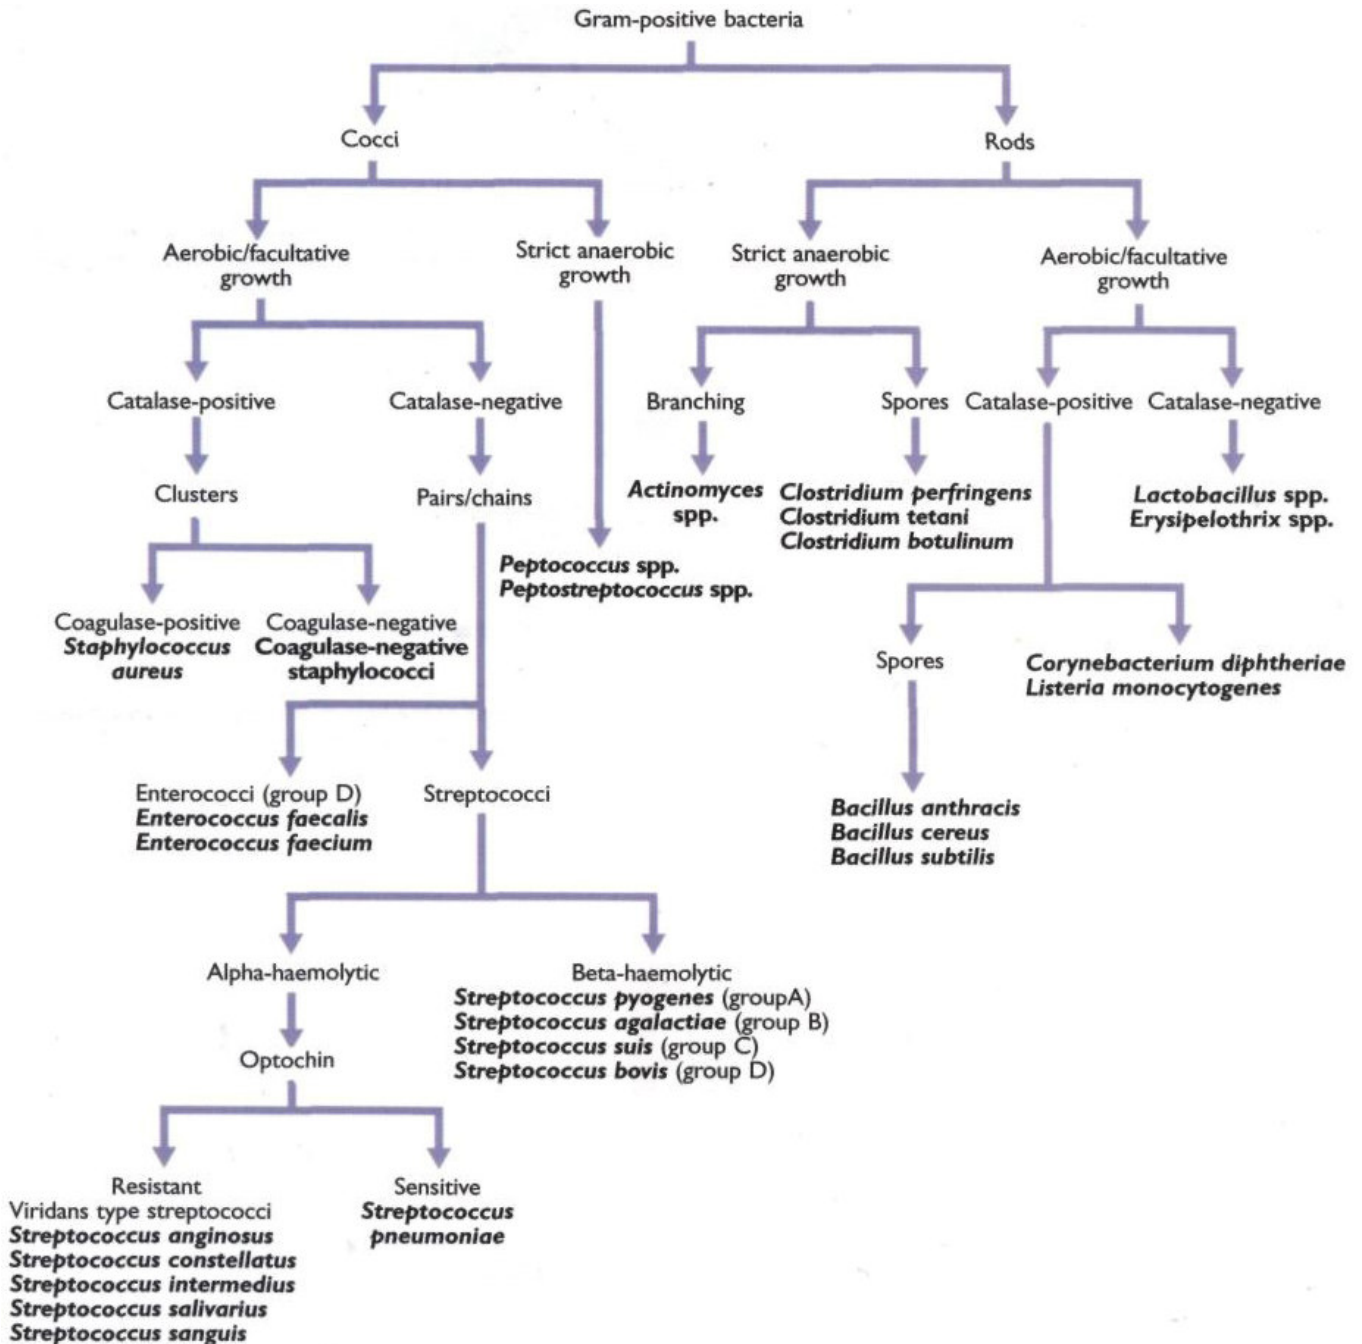 Gram-positive bacteria
Cocci
Rods
Aerobic/facultative
growth
Strict anaerobic
growth
Strict anaerobic
growth
Aerobic/facultative
growth
Catalase-positive
Catalase-negative
Branching
Spores
Catalase-positive
Catalase-negative
Clusters
Pairs/chains
Actinomyces
spp.
Clostridium perfringens
Clostridium tetani
Clostridium botulinum
Lactobacillus spp.
Erysipelothrix spp.
Peptococcus spp.
Peptostreptococcus spp.
Coagulase-positive
Staphylococcus
aureus
Coagulase-negative
Coagulase-negative
staphylococci
Spores
Corynebacterium diphtheriae
Listeria monocytogenes
Enterococci (group D)
Enterococcus faecalis
Enterococcus faecium
Streptococci
Bacillus anthracis
Bacillus cereus
Bacillus subtilis
Alpha-haemolytic
Beta-haemolytic
Streptococcus pyogenes (groupA)
Streptococcus agalactiae (group B)
Streptococcus suis (group C)
Streptococcus bovis (group D)
Optochin
Resistant
Viridans type streptococci
Streptococcus anginosus
Streptococcus constellatus
Streptococcus intermedius
Streptococcus salivarius
Streptococcus sanguis
Sensitive
Streptococcus
pneumoniae